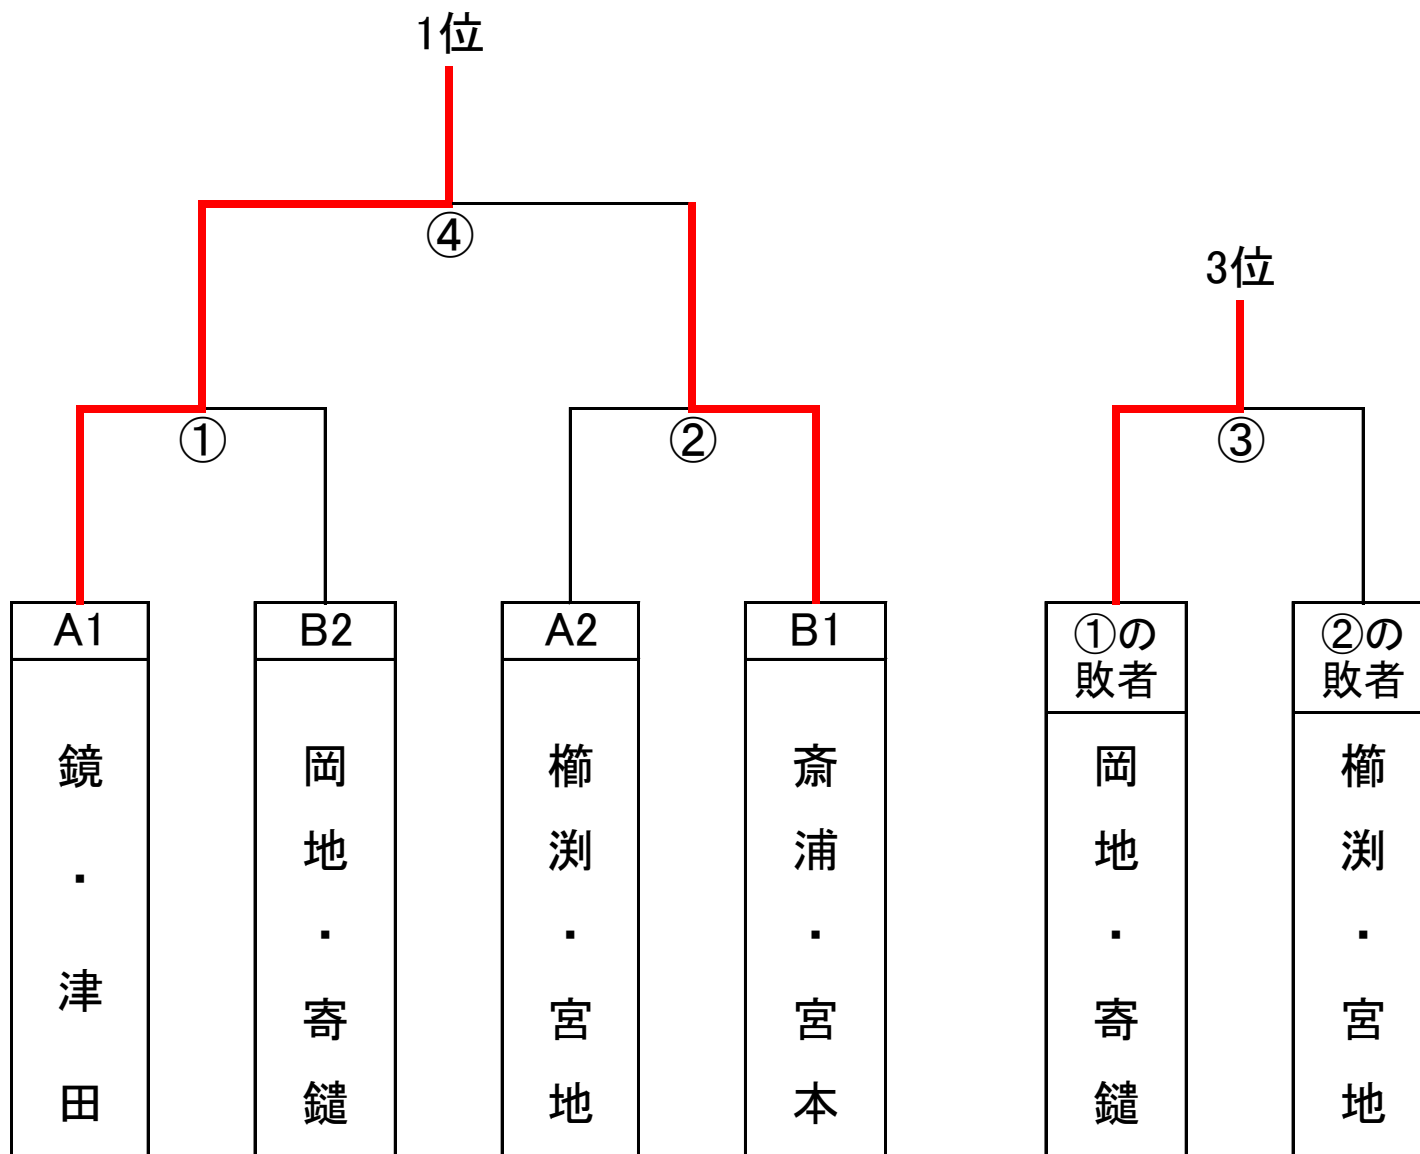 1位
④
3位
①
②
③
A1
B2
A2
B1
①の
敗者
②の
敗者
鏡・津田
岡地・寄鑓
櫛渕・宮地
斎浦・宮本
岡地・寄鑓
櫛渕・宮地